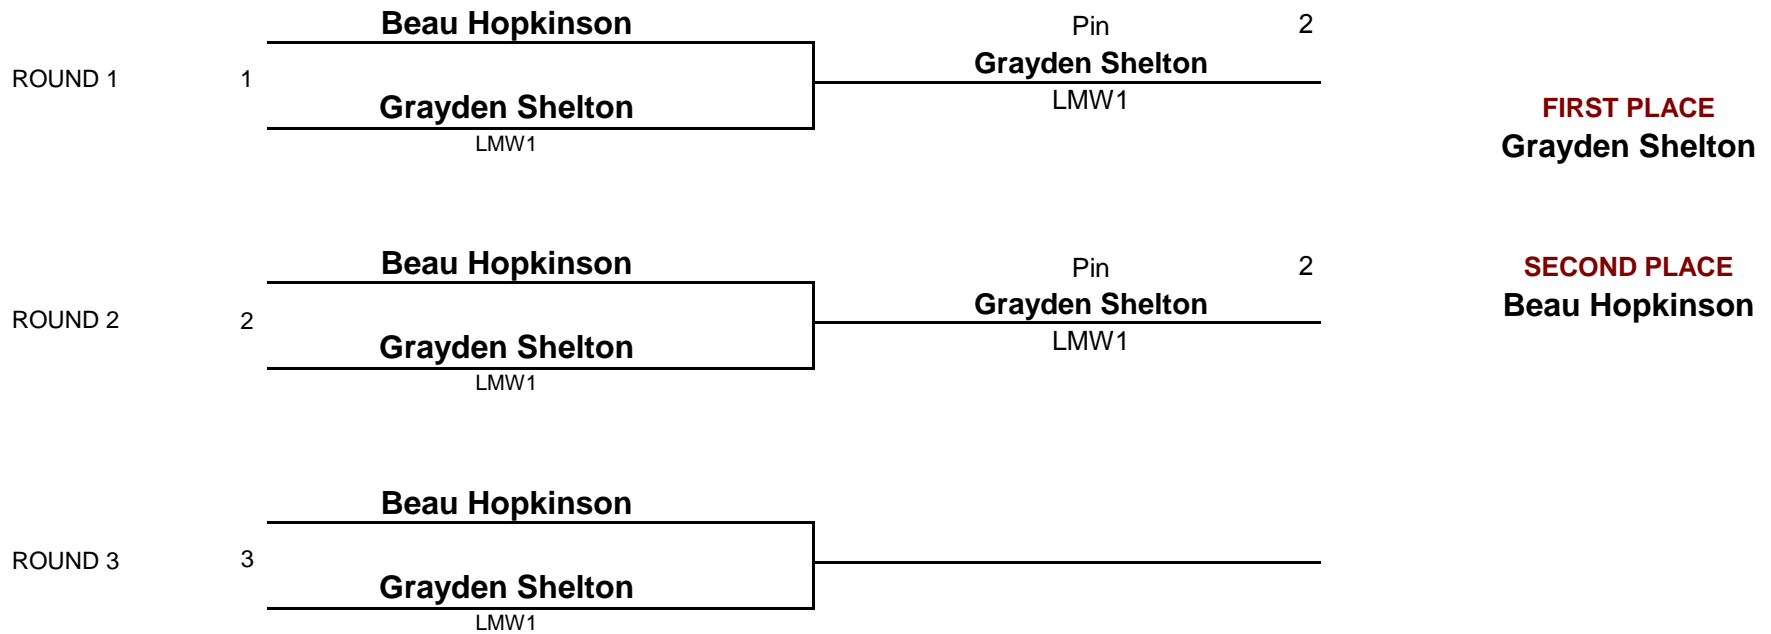 Beau Hopkinson
Pin 2
Grayden Shelton
ROUND 1 1
LMW1
Grayden Shelton
LMW1
FIRST PLACE
Grayden Shelton
Beau Hopkinson
Pin 2
Grayden Shelton
ROUND 2 2
LMW1
Grayden Shelton
LMW1
SECOND PLACE
Beau Hopkinson
Beau Hopkinson
ROUND 3 3
Grayden Shelton
LMW1